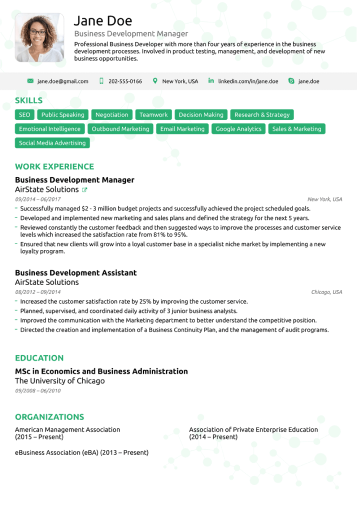 Jane Doe
Business Development Manager
Professional Business Developer with more than four years of experience in the business
development processes. Involved in product testing, management, and development of new
business opportunities.
jane.doe@gmail.com 202-555-0166 New York, USA linkedin.com/in/jane.doe jane.doe
SKILLS
SEO Public Speaking Negotiation Teamwork Decision Making Research & Strategy
Emotional Intelligence Outbound Marketing Email Marketing Google Analytics Sales & Marketing
Social Media Advertising
WORK EXPERIENCE
Business Development Manager
AirState Solutions
09/2014 – 06/2017 New York, USA
- Successfully managed $2 - 3 million budget projects and successfully achieved the project scheduled goals.
- Developed and implemented new marketing and sales plans and defined the strategy for the next 5 years.
- Reviewed constantly the customer feedback and then suggested ways to improve the processes and customer service
levels which increased the satisfaction rate from 81% to 95%.
- Ensured that new clients will grow into a loyal customer base in a specialist niche market by implementing a new
loyalty program.
Business Development Assistant
AirState Solutions
08/2012 – 09/2014 Chicago, USA
- Increased the customer satisfaction rate by 25% by improving the customer service.
- Planned, supervised, and coordinated daily activity of 3 junior business analysts.
- Improved the communication with the Marketing department to better understand the competitive position.
- Directed the creation and implementation of a Business Continuity Plan, and the management of audit programs.
EDUCATION
MSc in Economics and Business Administration
The University of Chicago
09/2008 – 06/2010
ORGANIZATIONS
American Management Association
(2015 – Present)
Association of Private Enterprise Education
(2014 – Present)
eBusiness Association (eBA) (2013 – Present)